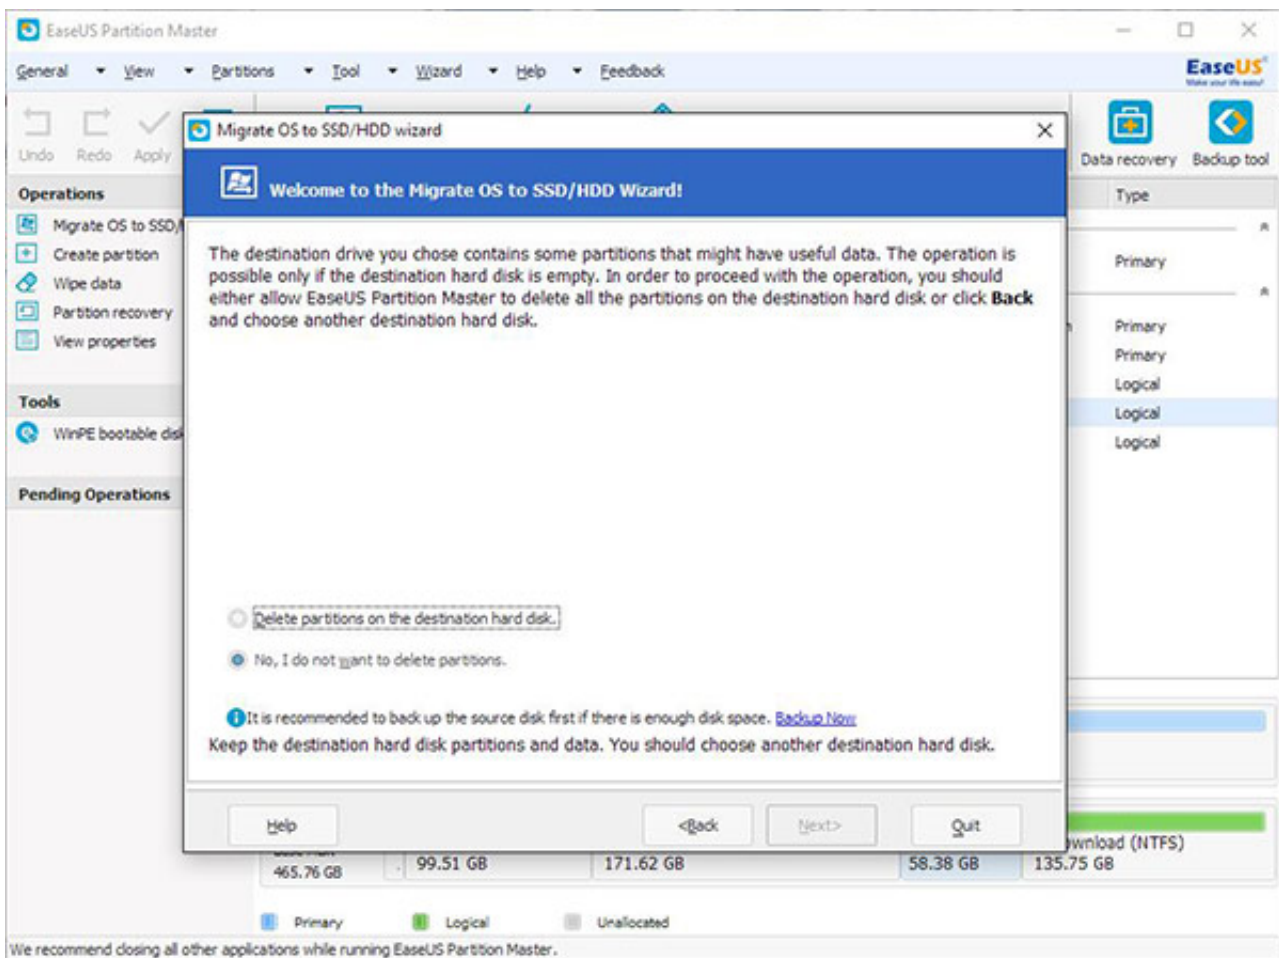 EaseUS Partition Master
General View Partitions Tool Wizard Help Feedback
EaseUS
Make your life easy!
Undo Redo Apply
Data recovery Backup tool
Migrate OS to SSD/HDD wizard
Welcome to the Migrate OS to SSD/HDD Wizard!
Operations
Type
Migrate OS to SSD/
Create partition
Wipe data
Partition recovery
View properties
Primary
Primary
Primary
Logical
Logical
Logical
Tools
WinPE bootable dis
Pending Operations
The destination drive you chose contains some partitions that might have useful data. The operation is
possible only if the destination hard disk is empty. In order to proceed with the operation, you should
either allow EaseUS Partition Master to delete all the partitions on the destination hard disk or click Back
and choose another destination hard disk.
Delete partitions on the destination hard disk.
No, I do not want to delete partitions.
It is recommended to back up the source disk first if there is enough disk space. Backup Now
Keep the destination hard disk partitions and data. You should choose another destination hard disk.
Help <Back Next> Quit
wnload (NTFS)
465.76 GB 99.51 GB 171.62 GB 58.38 GB 135.75 GB
Primary Logical Unallocated
We recommend closing all other applications while running EaseUS Partition Master.